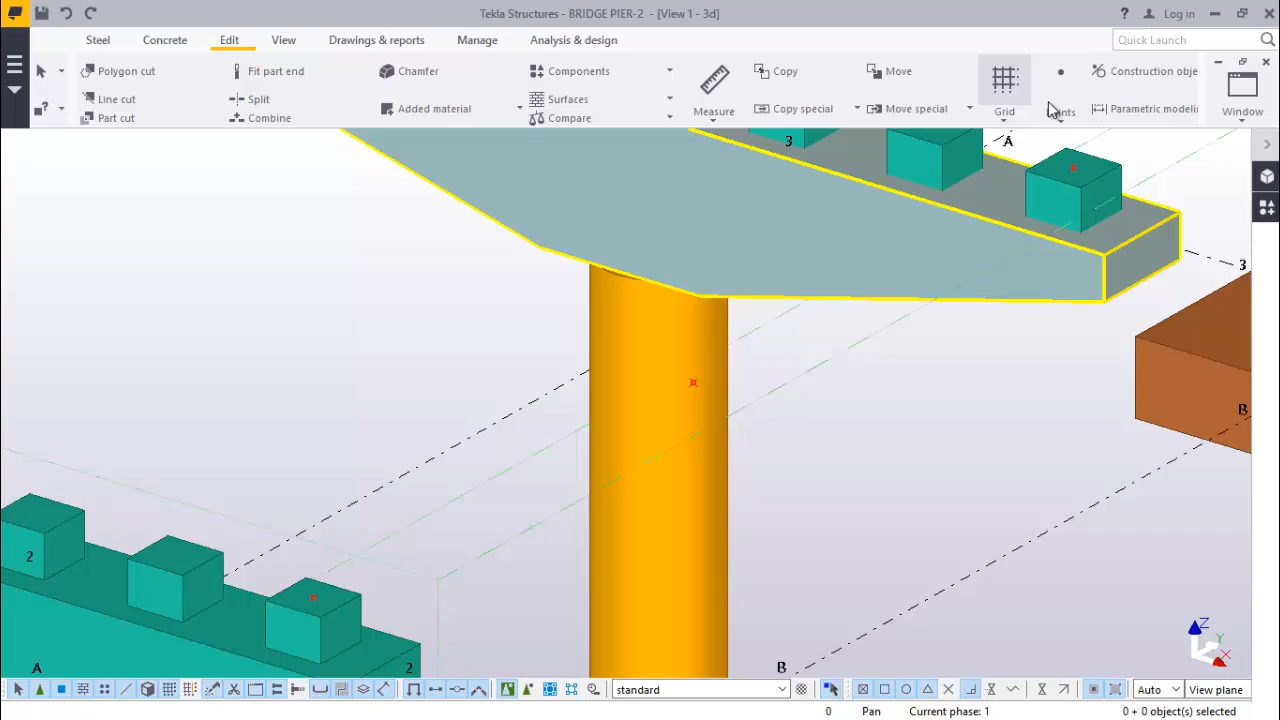 Tekla Structures - BRIDGE PIER-2 - [View 1 - 3d]
Log in
Steel
Concrete
Edit
View
Drawings & reports
Manage
Analysis & design
Quick Launch
Polygon cut
Fit part end
Chamfer
Components
Copy
Move
Construction obje
Line cut
Split
Added material
Surfaces
Measure
Copy special
Move special
Grid
Parametric modelin
Window
Part cut
Combine
Compare
3
A
3
B
2
A
2
B
Z
Y
X
standard
Auto
View plane
0
Pan
Current phase: 1
0 + 0 object(s) selected